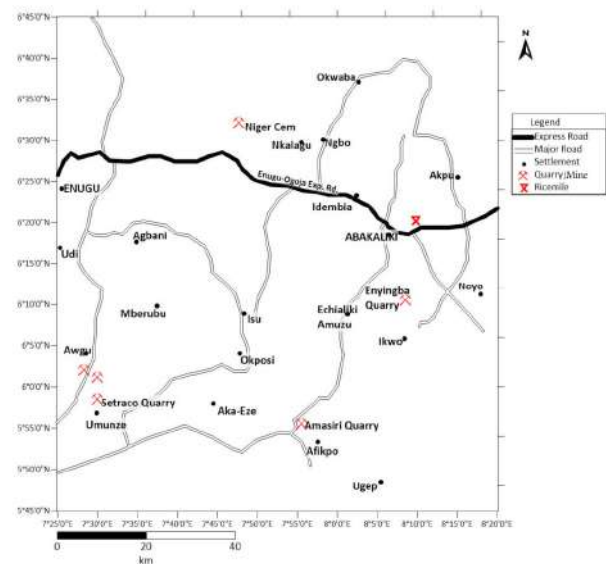 6°45'0"N
6°40'0"N
6°35'0"N
6°30'0"N
6°25'0"N
6°20'0"N
6°15'0"N
6°10'0"N
6°5'0"N
6°0'0"N
5°55'0"N
5°50'0"N
5°45'0"N
N
Okwaba
Niger Cem
Nkalagu
Ngbo
Legend
Express Road
Major Road
Settlement
Quarry|Mine
Ricemile
Akpu
ENUGU
Enugu-Ogoja Exp. Rd.
Idembia
ABAKALIKI
Agbani
Udi
Enyingba
Quarry
Noyo
Mberubu
Isu
Echialiki
Amuzu
Ikwo
Awgu
Okposi
Setraco Quarry
Aka-Eze
Umunze
Amasiri Quarry
Afikpo
Ugep
7°25'0"E 7°30'0"E 7°35'0"E 7°40'0"E 7°45'0"E 7°50'0"E 7°55'0"E 8°0'0"E 8°5'0"E 8°10'0"E 8°15'0"E 8°20'0"E
0 20 40
km